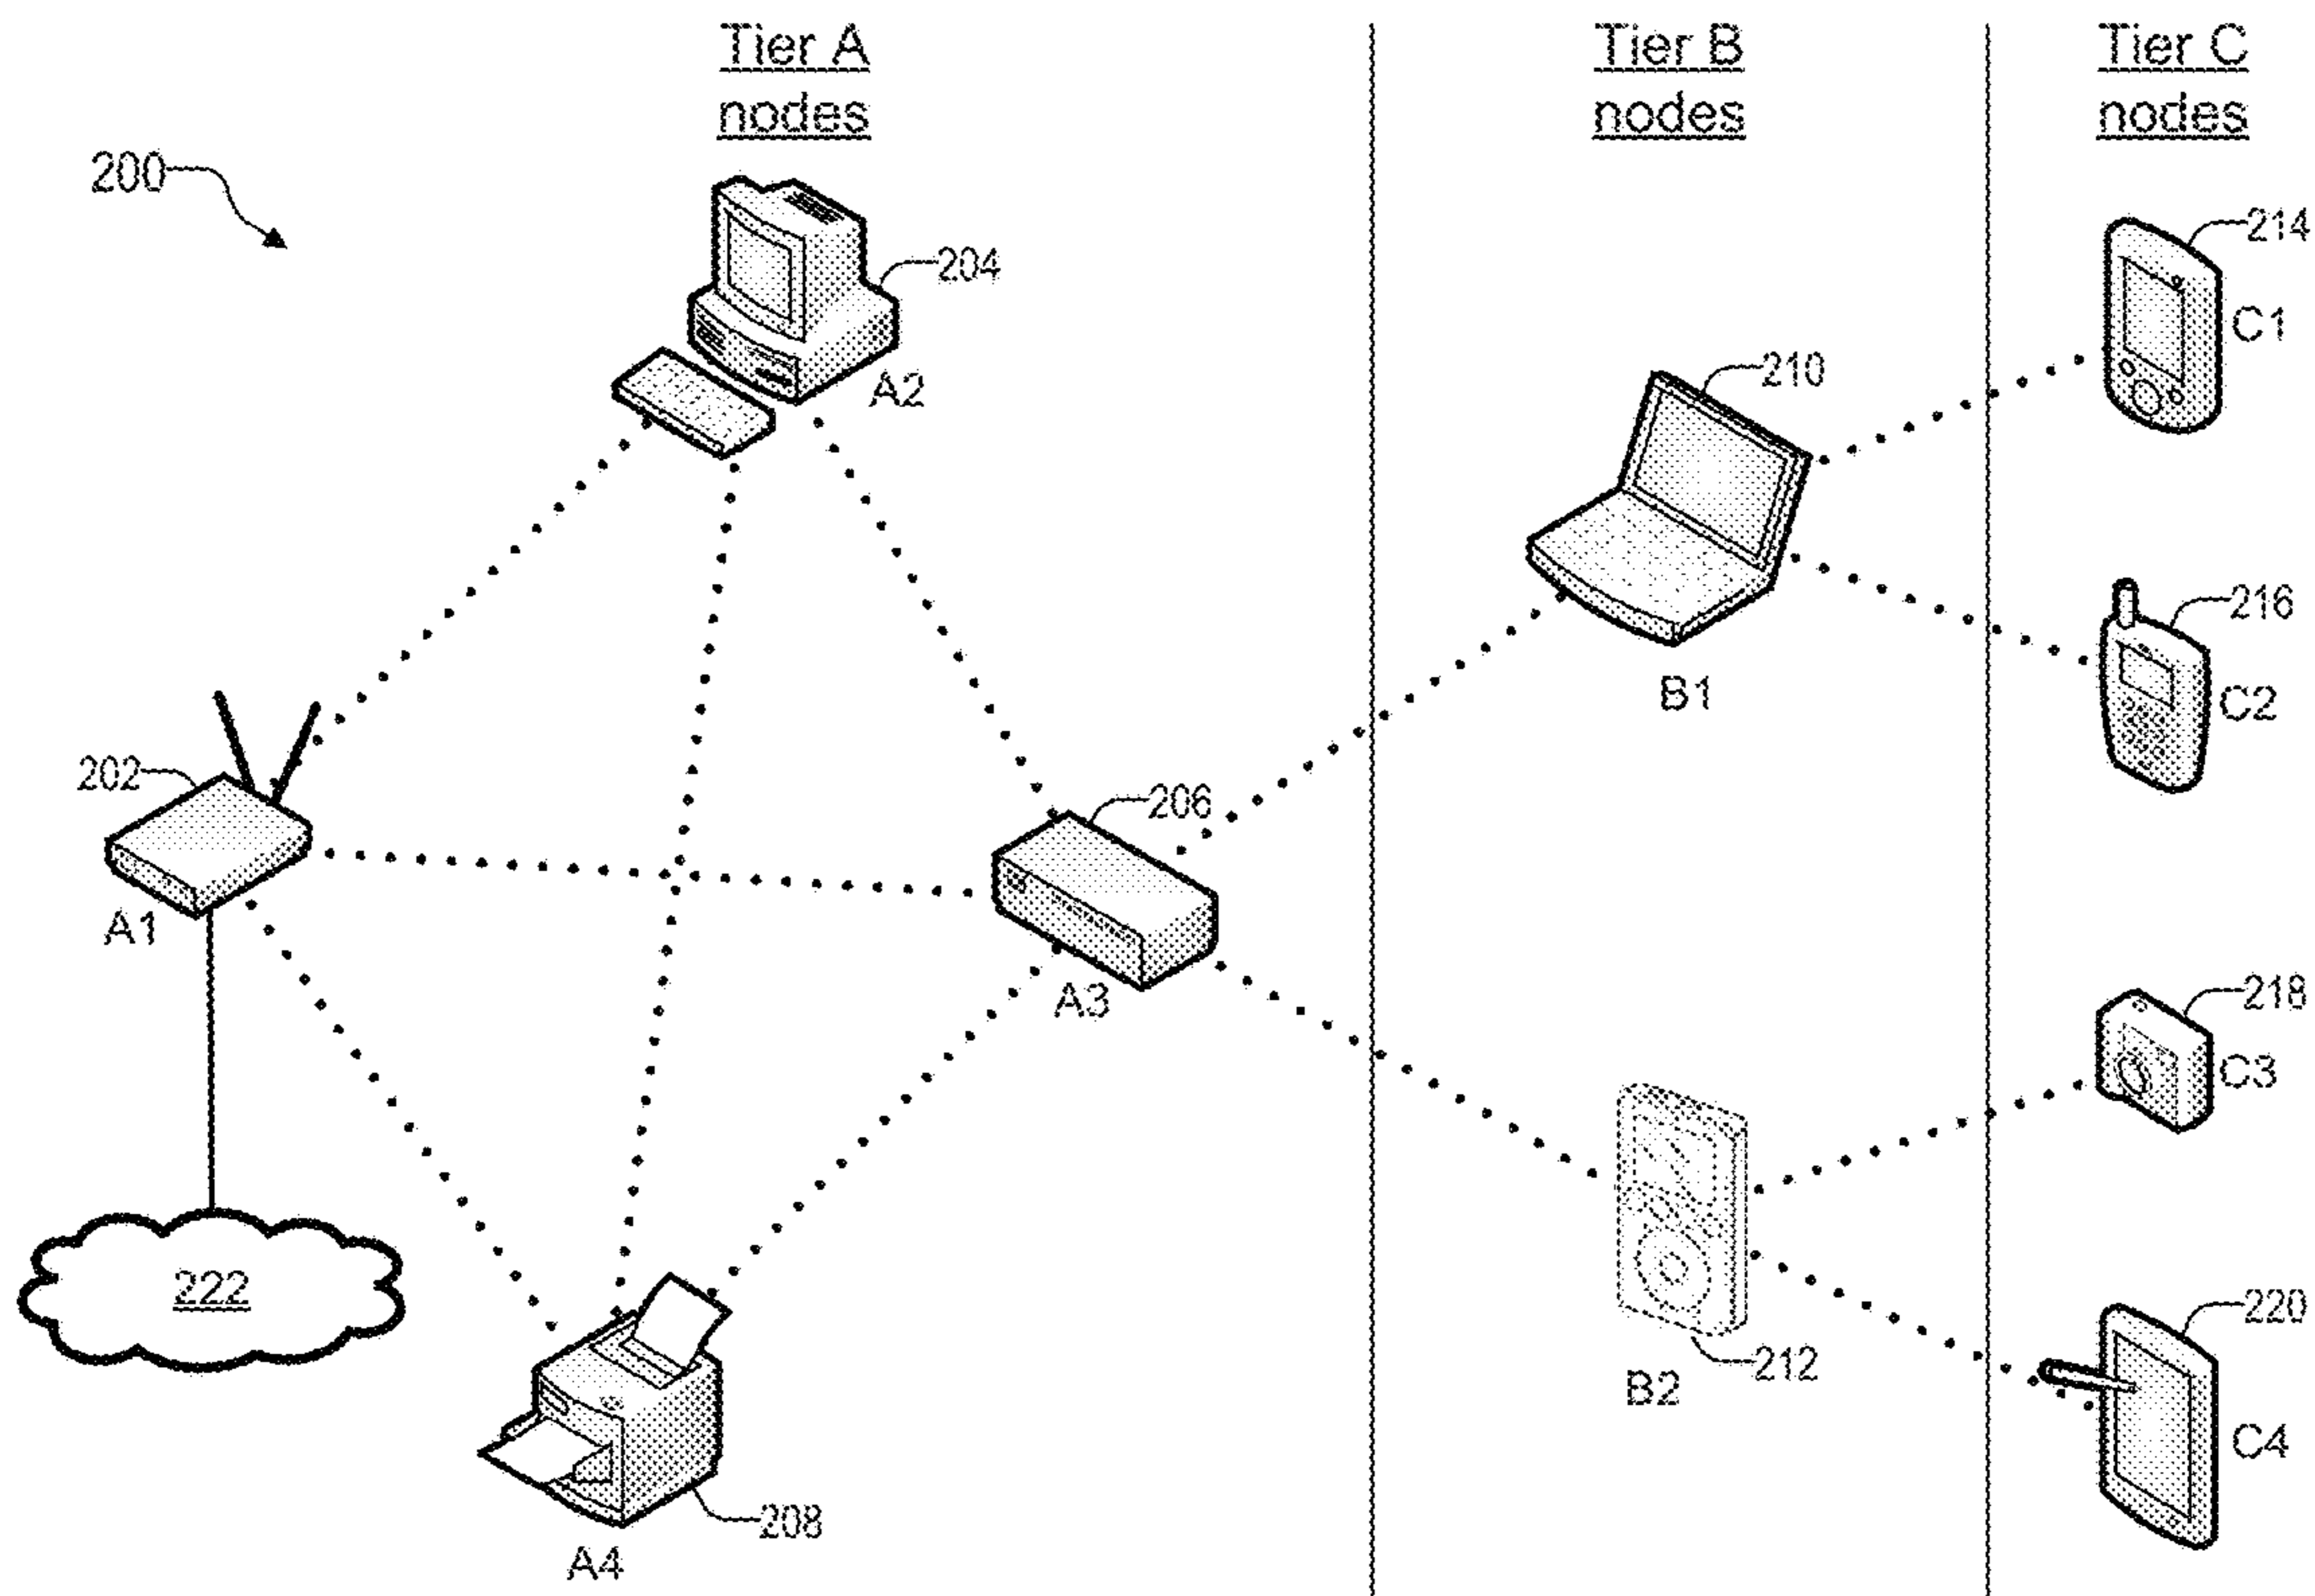 Tier A
nodes
Tier B
nodes
Tier C
nodes
200
204
A2
214
C1
210
B1
216
C2
202
A1
206
A3
218
C3
222
212
B2
220
C4
208
A4